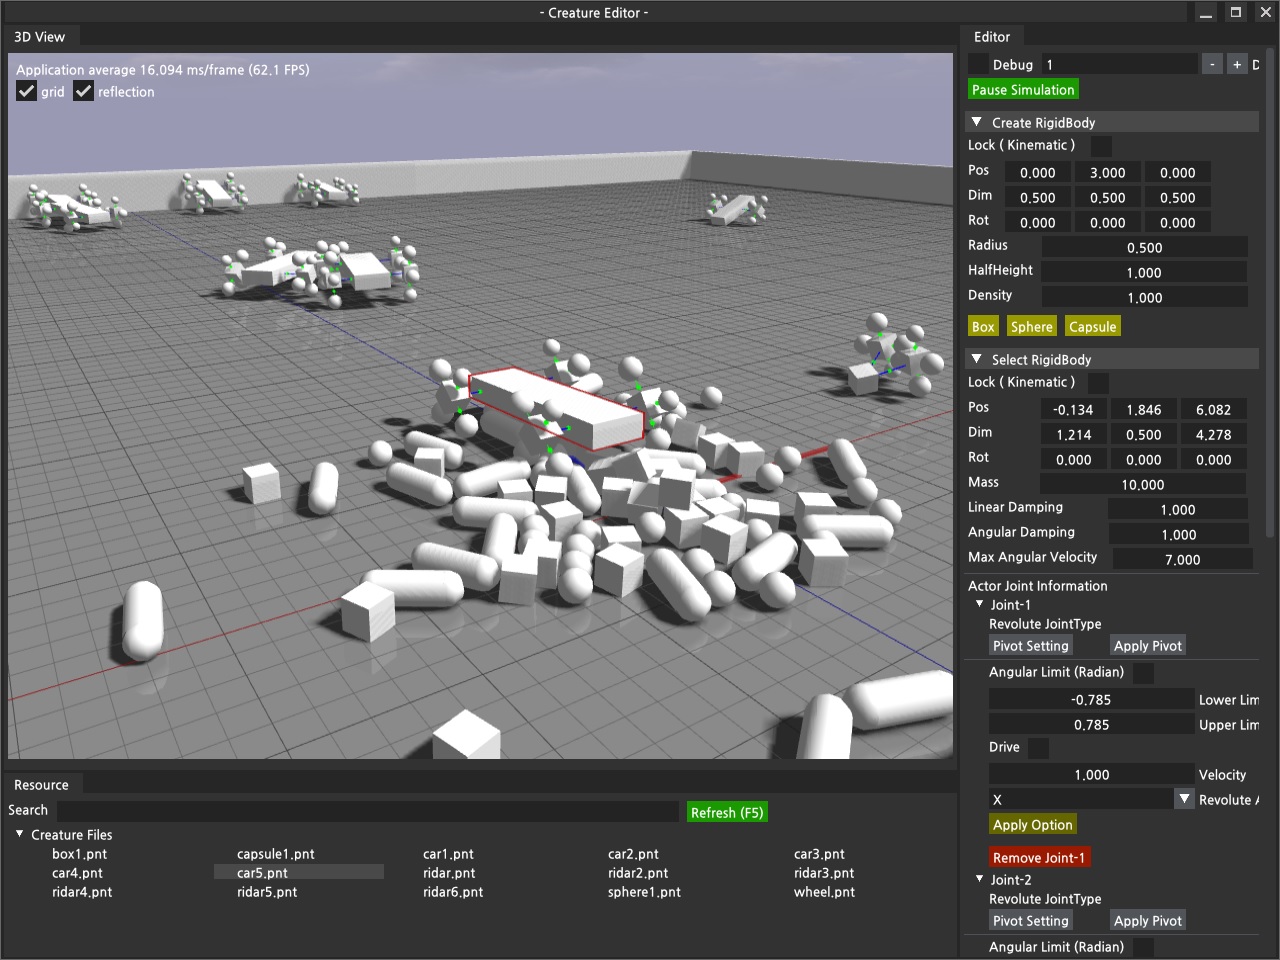 - Creature Editor -
3D View
Application average 16.094 ms/frame (62.1 FPS)
grid reflection
Editor
Debug 1 - + D
Pause Simulation
Create RigidBody
Lock ( Kinematic )
Pos 0.000 3.000 0.000
Dim 0.500 0.500 0.500
Rot 0.000 0.000 0.000
Radius 0.500
HalfHeight 1.000
Density 1.000
Box Sphere Capsule
Select RigidBody
Lock ( Kinematic )
Pos -0.134 1.846 6.082
Dim 1.214 0.500 4.278
Rot 0.000 0.000 0.000
Mass 10.000
Linear Damping 1.000
Angular Damping 1.000
Max Angular Velocity 7.000
Actor Joint Information
Joint-1
Revolute JointType
Pivot Setting Apply Pivot
Angular Limit (Radian)
-0.785 Lower Lim
0.785 Upper Lim
Drive
1.000 Velocity
X Revolute A
Apply Option
Remove Joint-1
Joint-2
Revolute JointType
Pivot Setting Apply Pivot
Angular Limit (Radian)
Resource
Search Refresh (F5)
Creature Files
box1.pnt capsule1.pnt car1.pnt car2.pnt car3.pnt
car4.pnt car5.pnt ridar.pnt ridar2.pnt ridar3.pnt
ridar4.pnt ridar5.pnt ridar6.pnt sphere1.pnt wheel.pnt